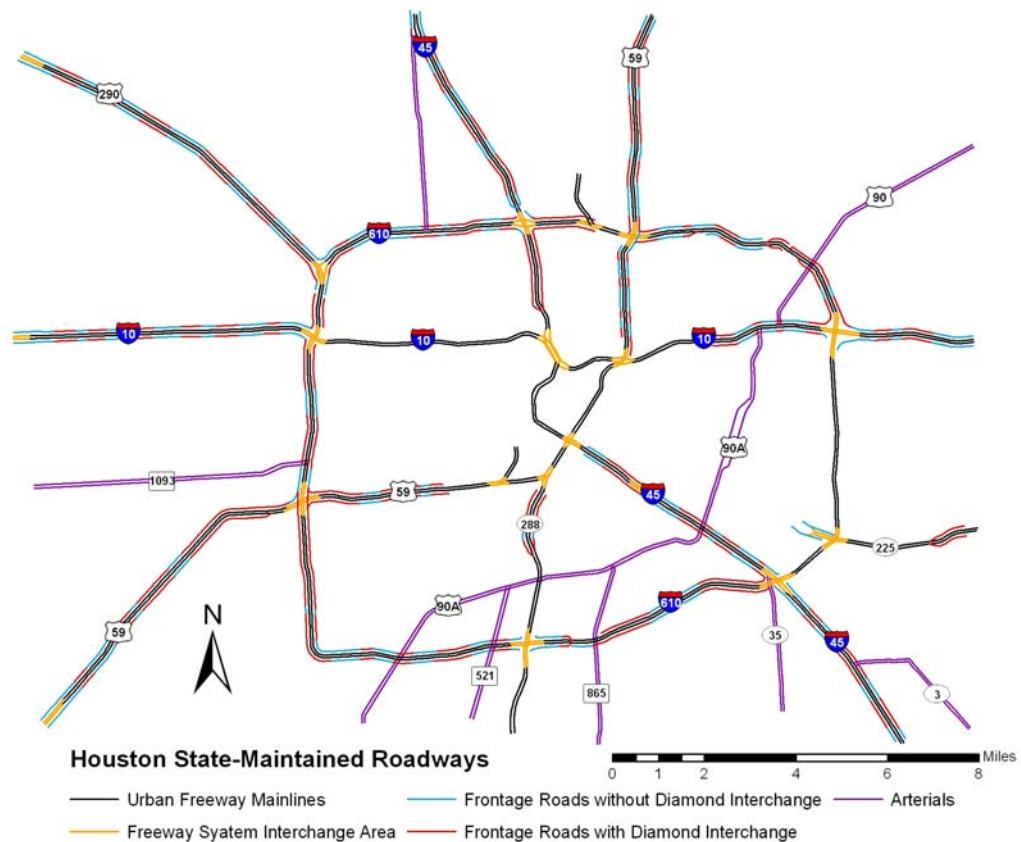 45
59
290
90
610
10
10
10
90A
1093
59
45
288
225
90A
610
59
35
45
521
865
3
N
Houston State-Maintained Roadways
Miles
0 1 2 4 6 8
Urban Freeway Mainlines
Frontage Roads without Diamond Interchange
Arterials
Freeway Syatem Interchange Area
Frontage Roads with Diamond Interchange